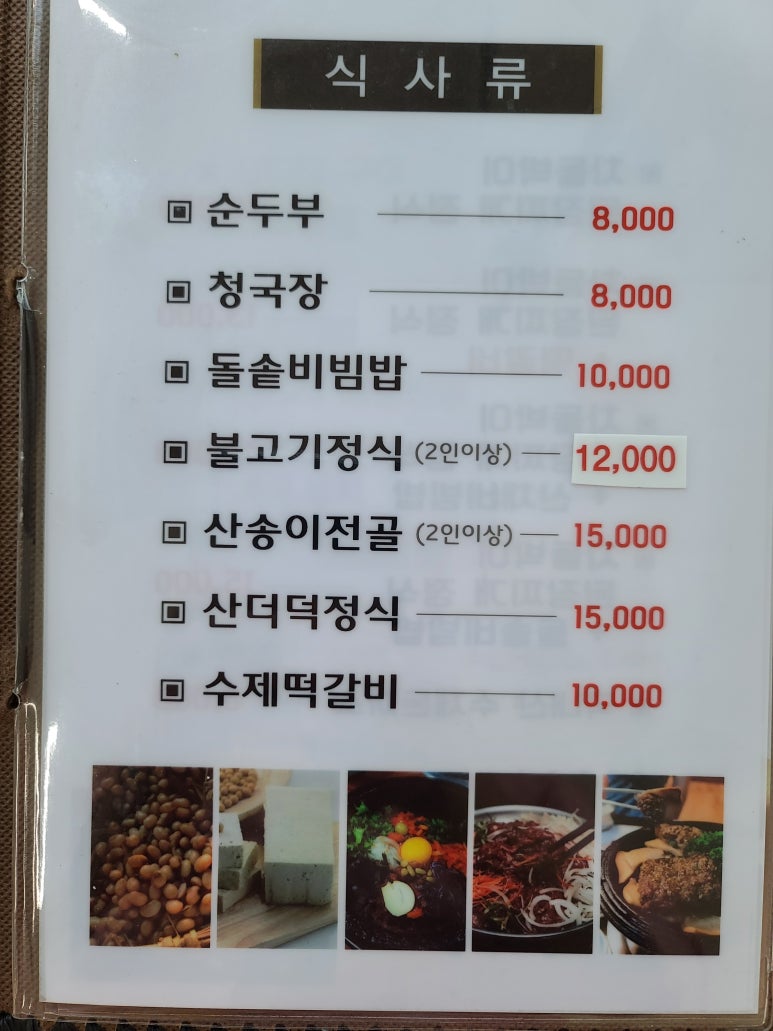 식사류
▣ 순두부 8,000
▣ 청국장 8,000
▣ 돌솥비빔밥 10,000
▣ 불고기정식 (2인이상) 12,000
▣ 산송이전골 (2인이상) 15,000
▣ 산더덕정식 15,000
▣ 수제떡갈비 10,000